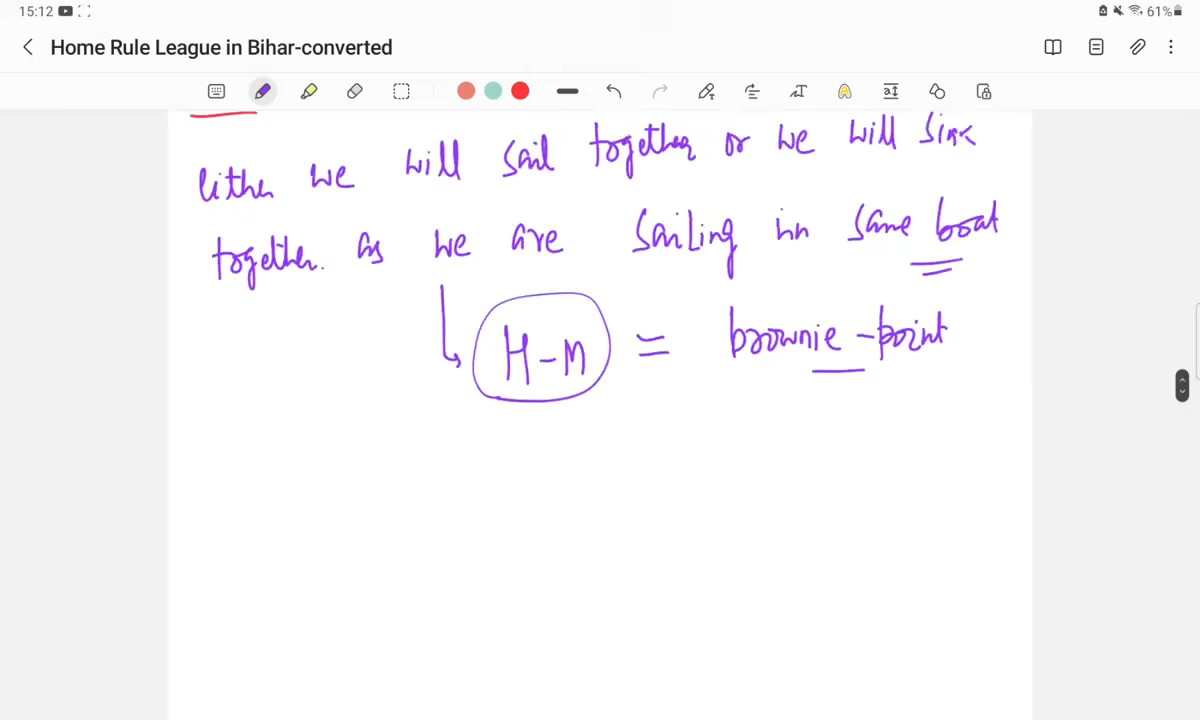 15:12 61%
Home Rule League in Bihar-converted
either we will sail together or we will sink
together. as we are sailing in same boat
H-M = brownie-point